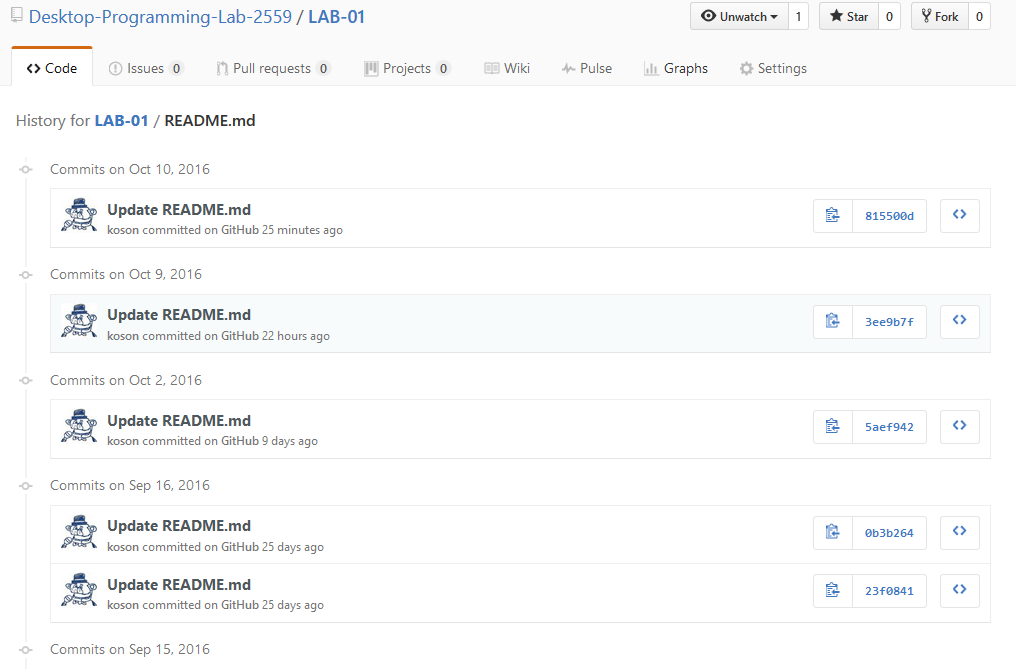 Desktop-Programming-Lab-2559 / LAB-01
Unwatch 1 Star 0 Fork 0
Code Issues 0 Pull requests 0 Projects 0 Wiki Pulse Graphs Settings
History for LAB-01 / README.md
Commits on Oct 10, 2016
Update README.md
koson committed on GitHub 25 minutes ago
815500d
Commits on Oct 9, 2016
Update README.md
koson committed on GitHub 22 hours ago
3ee9b7f
Commits on Oct 2, 2016
Update README.md
koson committed on GitHub 9 days ago
5aef942
Commits on Sep 16, 2016
Update README.md
koson committed on GitHub 25 days ago
0b3b264
Update README.md
koson committed on GitHub 25 days ago
23f0841
Commits on Sep 15, 2016